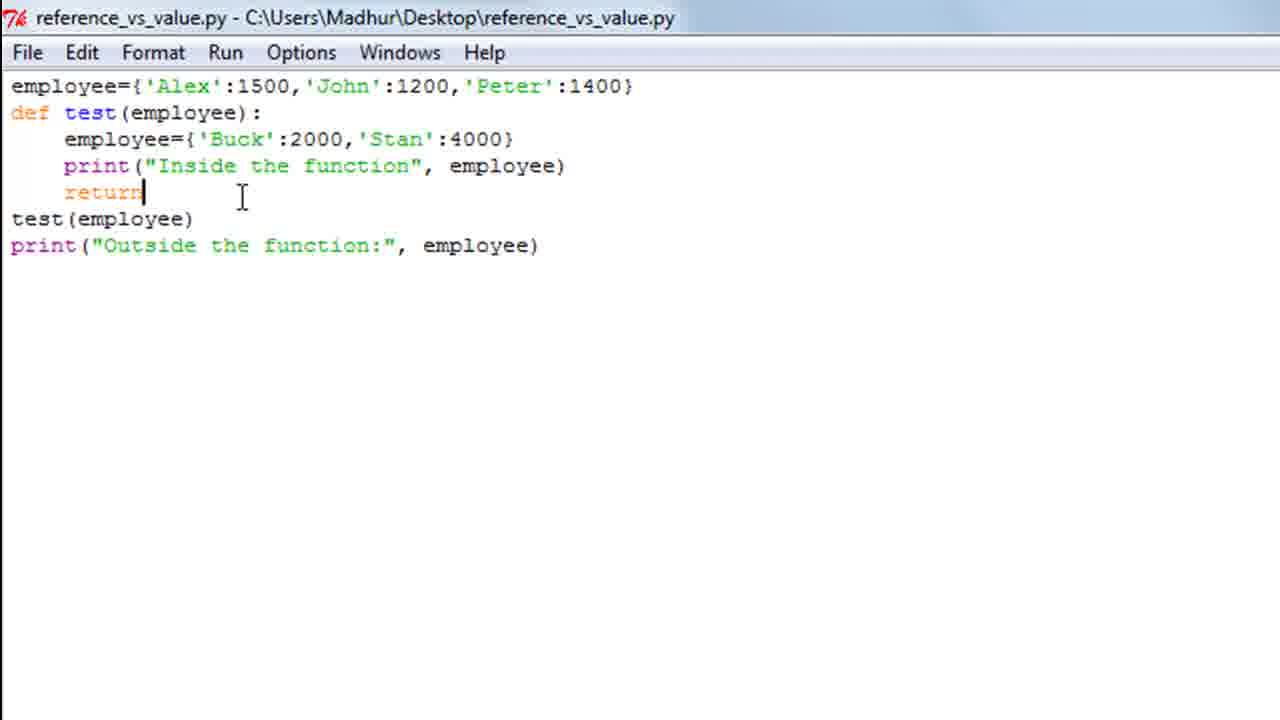 reference_vs_value.py - C:\Users\Madhur\Desktop\reference_vs_value.py
File Edit Format Run Options Windows Help
employee={'Alex':1500,'John':1200,'Peter':1400}
def test(employee):
    employee={'Buck':2000,'Stan':4000}
    print("Inside the function", employee)
    return
test(employee)
print("Outside the function:", employee)